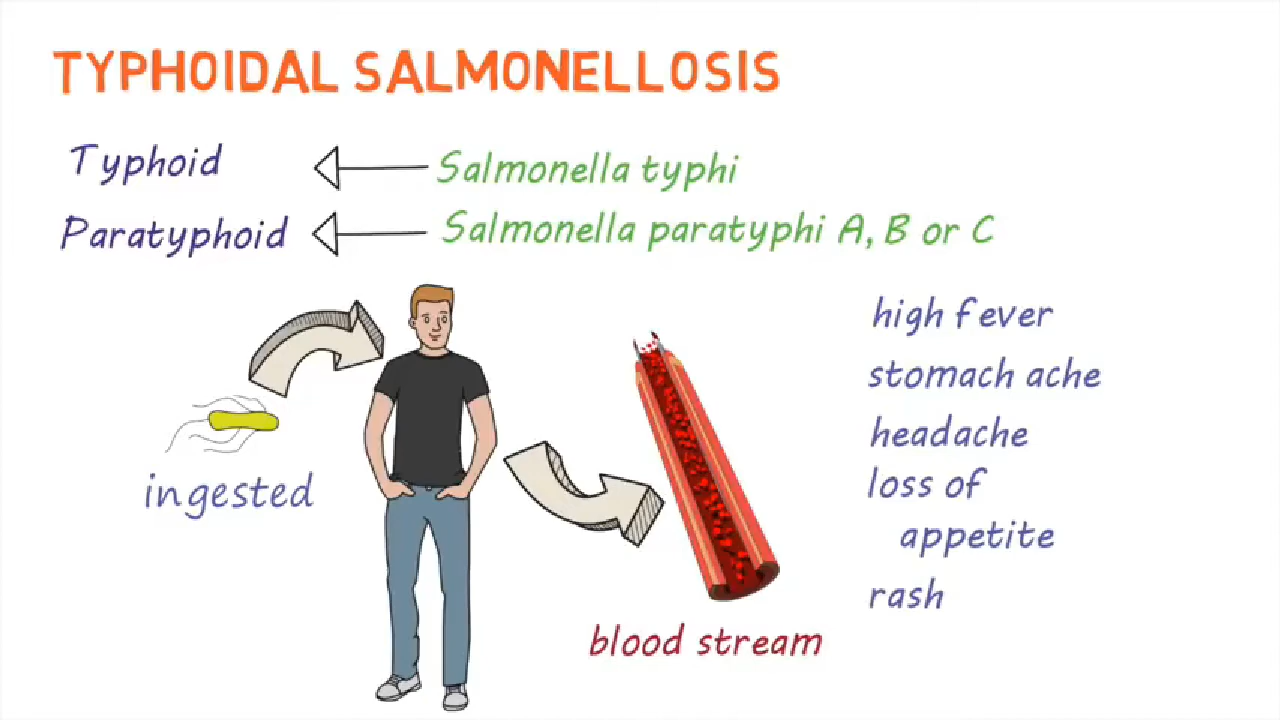 TYPHOIDAL SALMONELLOSIS
Typhoid
Salmonella typhi
Paratyphoid
Salmonella paratyphi A, B or C
high fever
stomach ache
headache
loss of
appetite
rash
ingested
blood stream